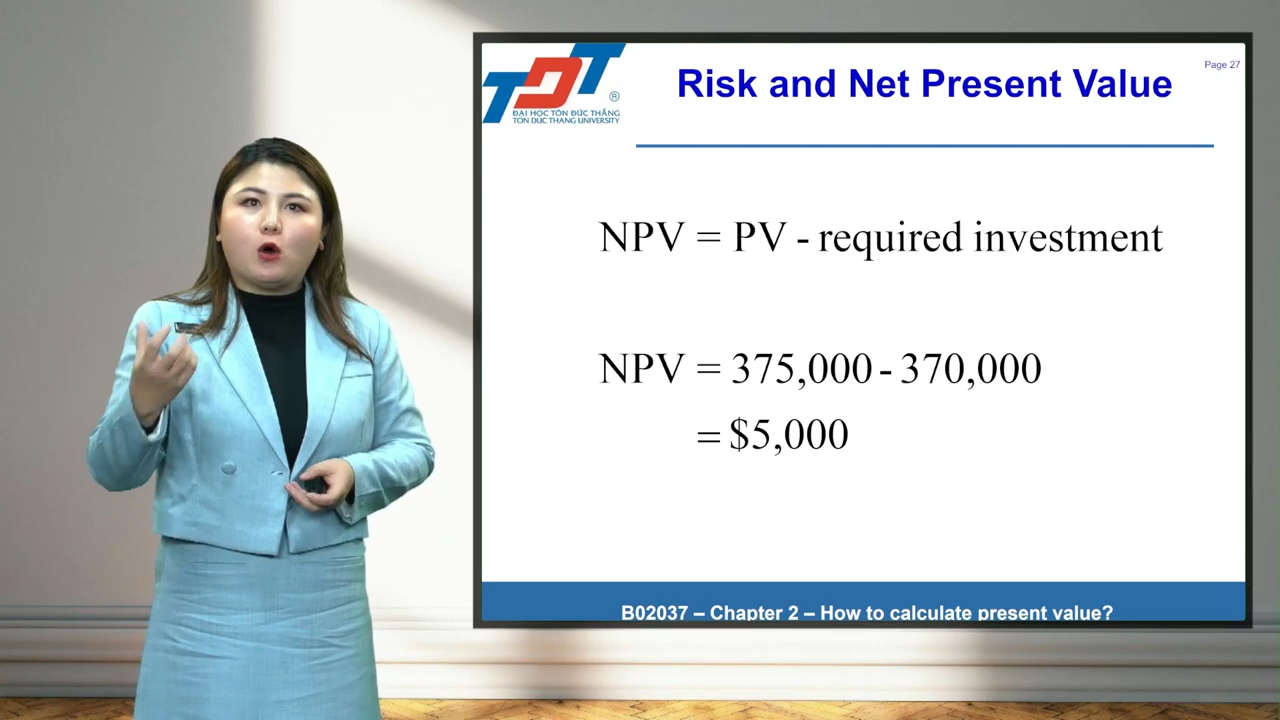 TDT
®
ĐẠI HỌC TÔN ĐỨC THẮNG
TON DUC THANG UNIVERSITY
Risk and Net Present Value
Page 27
NPV = PV - required investment
NPV = 375,000 - 370,000
= $5,000
B02037 – Chapter 2 – How to calculate present value?